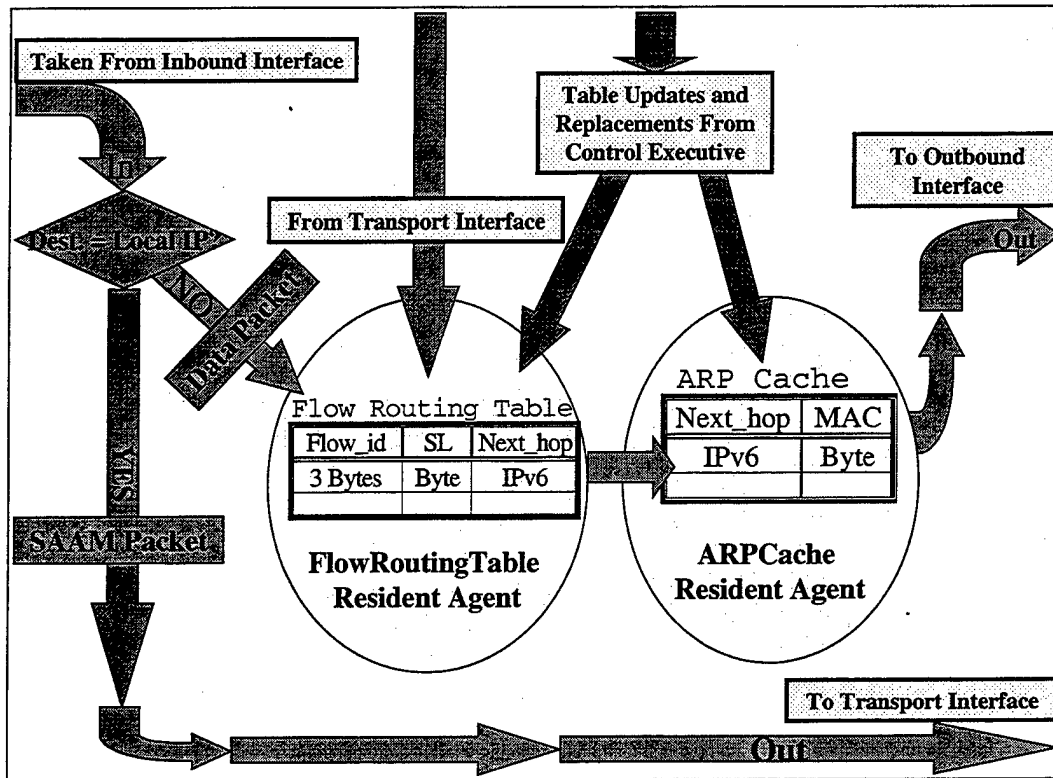 Taken From Inbound Interface
Table Updates and
Replacements From
Control Executive
To Outbound
Interface
In
From Transport Interface
Out
Dest. = Local IP?
NO
Data Packet
Flow Routing Table
Flow_id SL Next_hop
3 Bytes Byte IPv6
ARP Cache
Next_hop MAC
IPv6 Byte
YES
SAAM Packet
FlowRoutingTable
Resident Agent
ARPCache
Resident Agent
To Transport Interface
Out